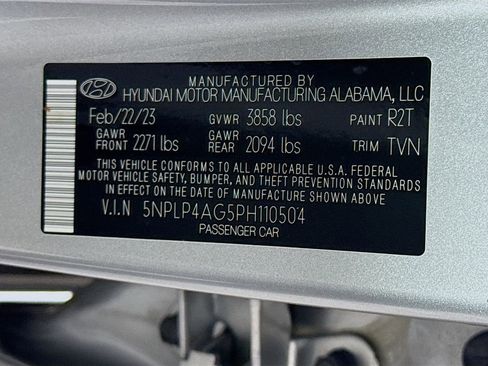 MANUFACTURED BY
HYUNDAI MOTOR MANUFACTURING ALABAMA, LLC
Feb/22/23 GVWR 3858 lbs PAINT R2T
GAWR FRONT 2271 lbs GAWR REAR 2094 lbs TRIM TVN
THIS VEHICLE CONFORMS TO ALL APPLICABLE U.S.A. FEDERAL
MOTOR VEHICLE SAFETY, BUMPER, AND THEFT PREVENTION STANDARDS
IN EFFECT ON THE DATE OF MANUFACTURE SHOWN ABOVE.
V.I.N 5NPLP4AG5PH110504
PASSENGER CAR